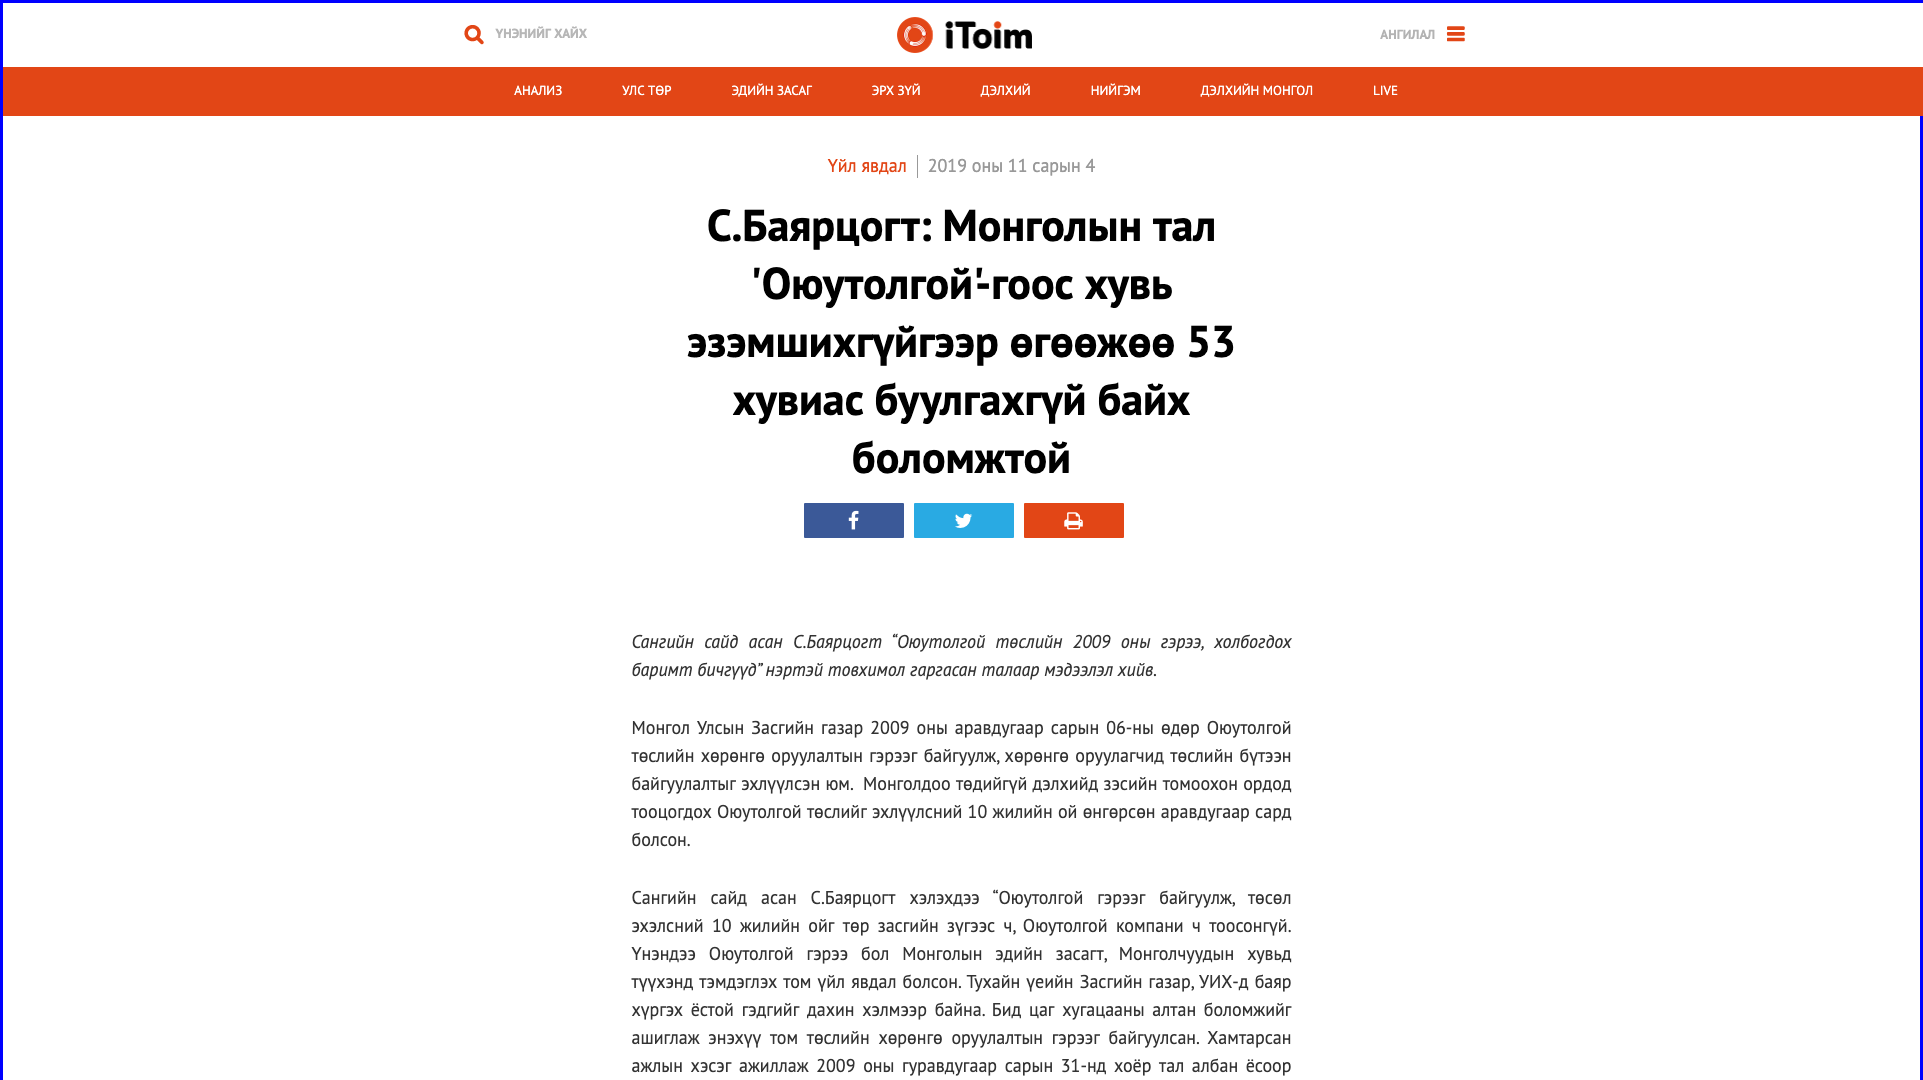 ҮНЭНИЙГ ХАЙХ
iToim
АНГИЛАЛ
АНАЛИЗ УЛС ТӨР ЭДИЙН ЗАСАГ ЭРХ ЗҮЙ ДЭЛХИЙ НИЙГЭМ ДЭЛХИЙН МОНГОЛ LIVE
Үйл явдал 2019 оны 11 сарын 4
С.Баярцогт: Монголын тал
'Оюутолгой'-гоос хувь
эзэмшихгүйгээр өгөөжөө 53
хувиас буулгахгүй байх
боломжтой
Сангийн сайд асан С.Баярцогт “Оюутолгой төслийн 2009 оны гэрээ, холбогдох
баримт бичгүүд” нэртэй товхимол гаргасан талаар мэдээлэл хийв.
Монгол Улсын Засгийн газар 2009 оны аравдугаар сарын 06-ны өдөр Оюутолгой
төслийн хөрөнгө оруулалтын гэрээг байгуулж, хөрөнгө оруулагчид төслийн бүтээн
байгуулалтыг эхлүүлсэн юм. Монголдоо төдийгүй дэлхийд зэсийн томоохон ордод
тооцогдох Оюутолгой төслийг эхлүүлсний 10 жилийн ой өнгөрсөн аравдугаар сард
болсон.
Сангийн сайд асан С.Баярцогт хэлэхдээ “Оюутолгой гэрээг байгуулж, төсөл
эхэлсний 10 жилийн ойг төр засгийн зүгээс ч, Оюутолгой компани ч тоосонгүй.
Үнэндээ Оюутолгой гэрээ бол Монголын эдийн засагт, Монголчуудын хувьд
түүхэнд тэмдэглэх том үйл явдал болсон. Тухайн үеийн Засгийн газар, УИХ-д баяр
хүргэх ёстой гэдгийг дахин хэлмээр байна. Бид цаг хугацааны алтан боломжийг
ашиглаж энэхүү том төслийн хөрөнгө оруулалтын гэрээг байгуулсан. Хамтарсан
ажлын хэсэг ажиллаж 2009 оны гуравдугаар сарын 31-нд хоёр тал албан ёсоор